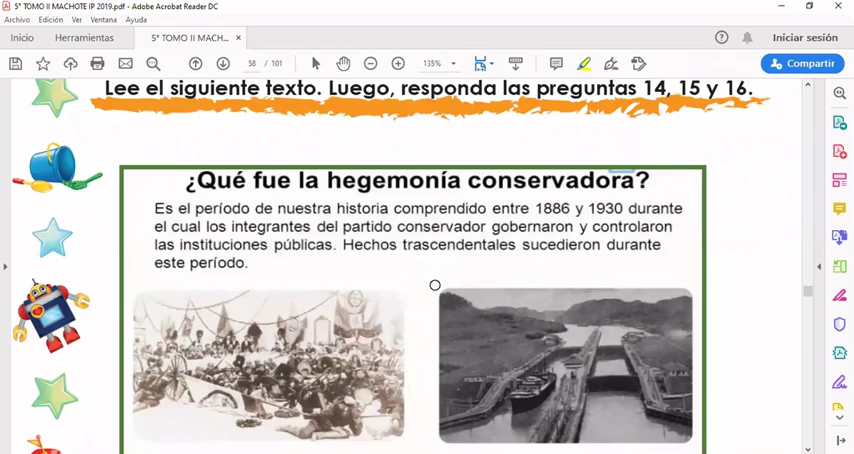 5° TOMO II MACHOTE IP 2019.pdf - Adobe Acrobat Reader DC
Archivo Edición Ver Ventana Ayuda
Inicio Herramientas 5° TOMO II MACH... × Iniciar sesión
58 / 101 135% Compartir
Lee el siguiente texto. Luego, responda las preguntas 14, 15 y 16.
¿Qué fue la hegemonía conservadora?
Es el período de nuestra historia comprendido entre 1886 y 1930 durante
el cual los integrantes del partido conservador gobernaron y controlaron
las instituciones públicas. Hechos trascendentales sucedieron durante
este período.